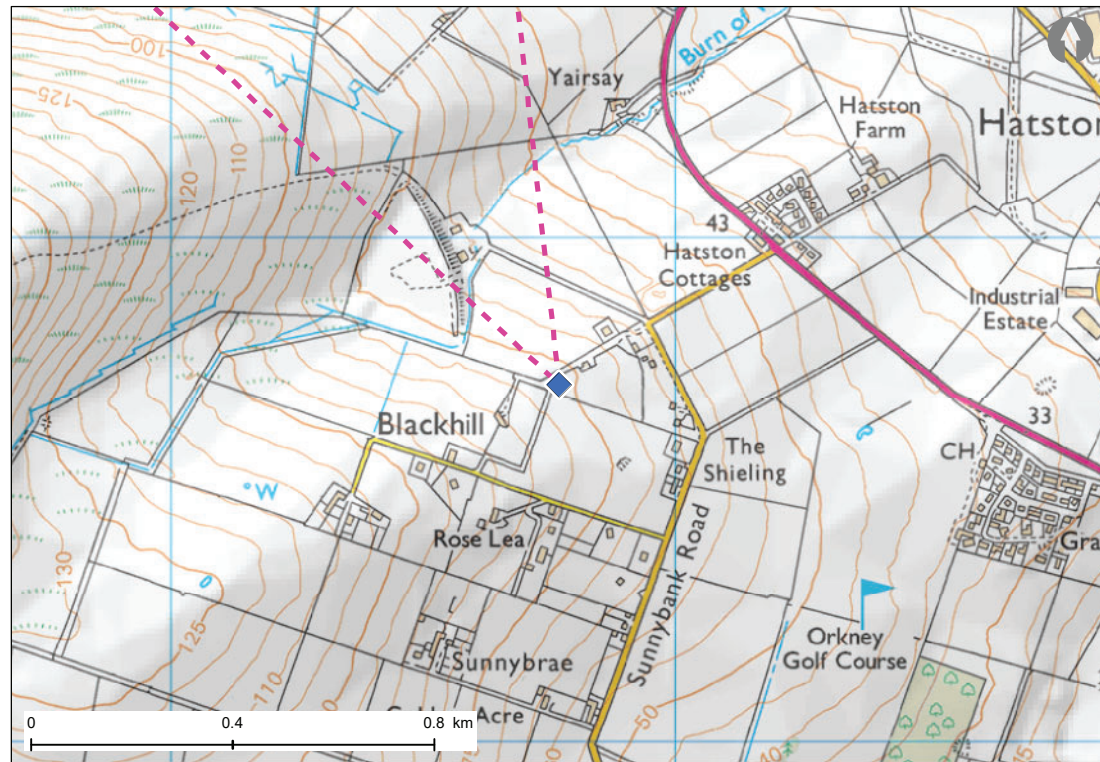 100
125
Yairsay
Burn of
Hatston
Farm
Hatston
110
120
43
Hatston
Cottages
Industrial
Estate
Blackhill
33
CH
The
Shieling
W
Rose Lea
Gra
130
Sunnybank Road
125
Orkney
Golf Course
Sunnybrae
110
Acre
50
40
0 0.4 0.8 km